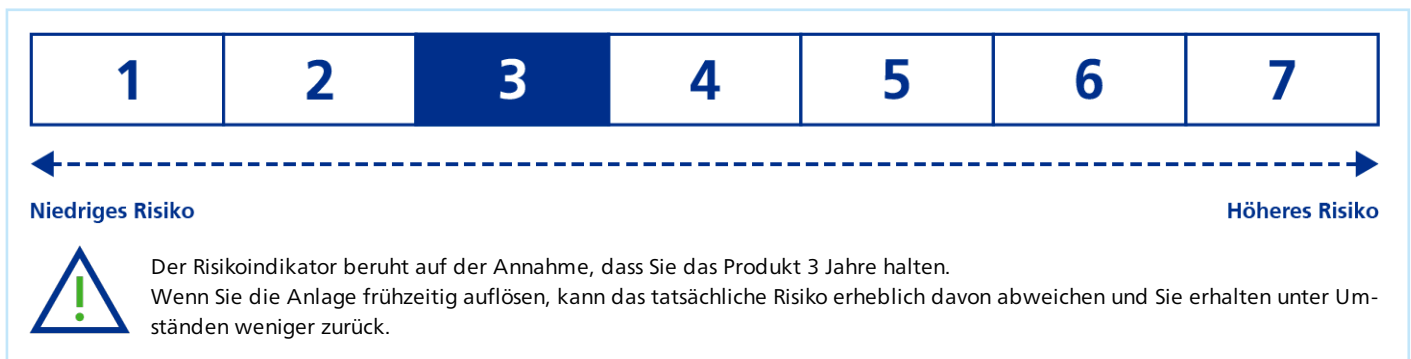 1 2 3 4 5 6 7
Niedriges Risiko Höheres Risiko
Der Risikoindikator beruht auf der Annahme, dass Sie das Produkt 3 Jahre halten.
Wenn Sie die Anlage frühzeitig auflösen, kann das tatsächliche Risiko erheblich davon abweichen und Sie erhalten unter Um-
ständen weniger zurück.